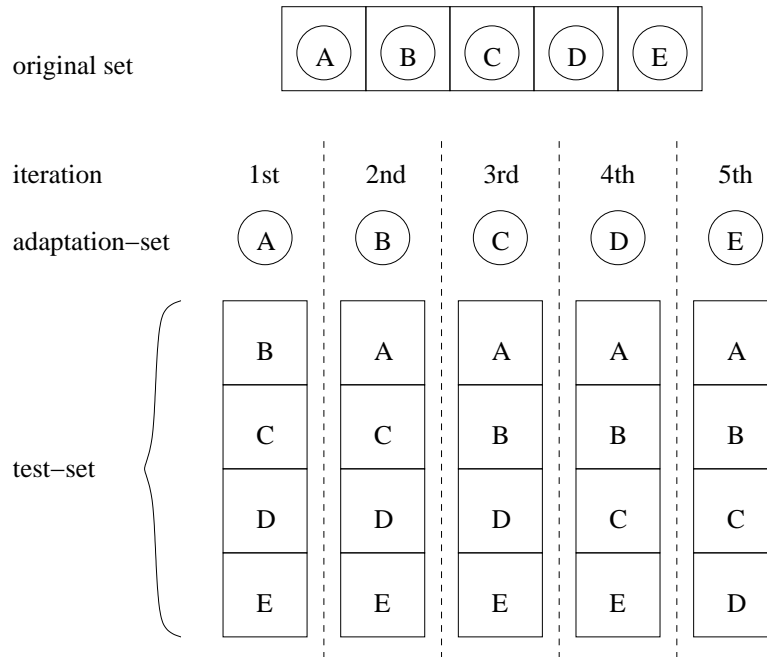 original set A B C D E
iteration 1st 2nd 3rd 4th 5th
adaptation−set A B C D E
B A A A A
C C B B B
test−set
D D D C C
E E E E D